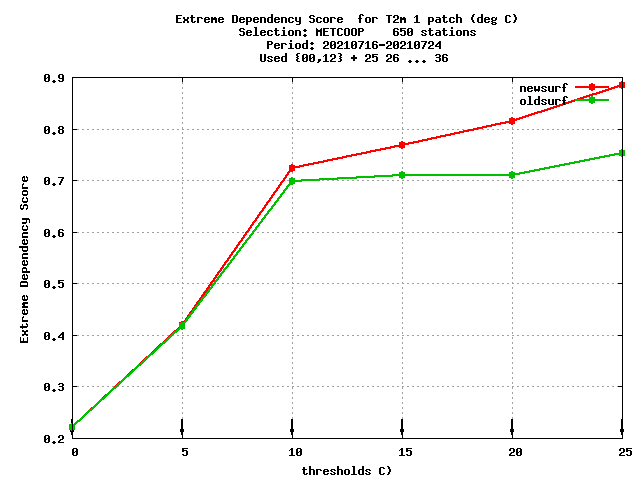 Extreme Dependency Score  for T2m 1 patch (deg C)
Selection: METCOOP    650 stations
Period: 20210716-20210724
Used {00,12} + 25 26 ... 36
newsurf
oldsurf
Extreme Dependency Score
0.9
0.8
0.7
0.6
0.5
0.4
0.3
0.2
0 5 10 15 20 25
thresholds C)